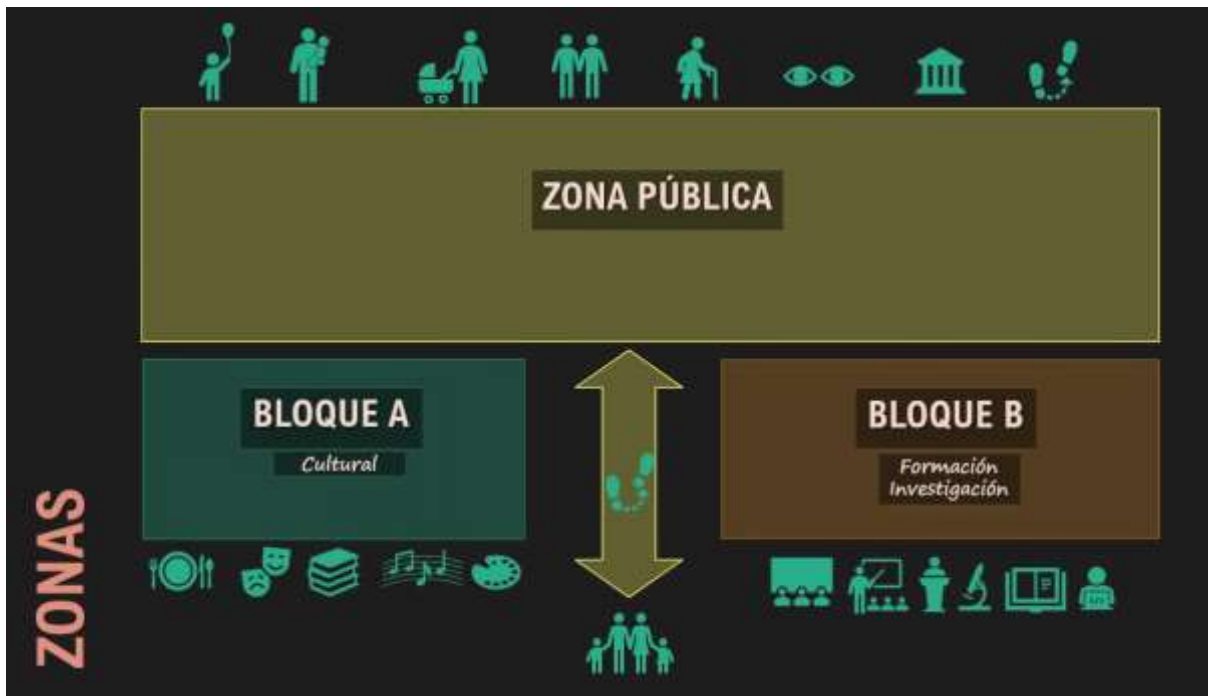 ZONA PÚBLICA
BLOQUE A
Cultural
BLOQUE B
Formación
Investigación
ZONAS